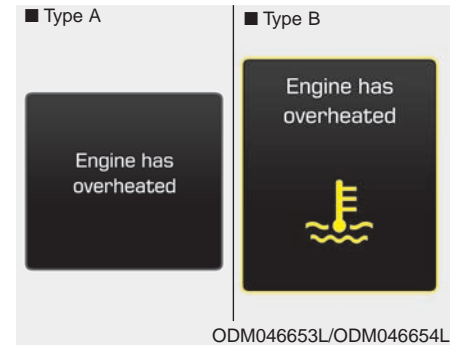 ■ Type A
■ Type B
Engine has
overheated
Engine has
overheated
ODM046653L/ODM046654L